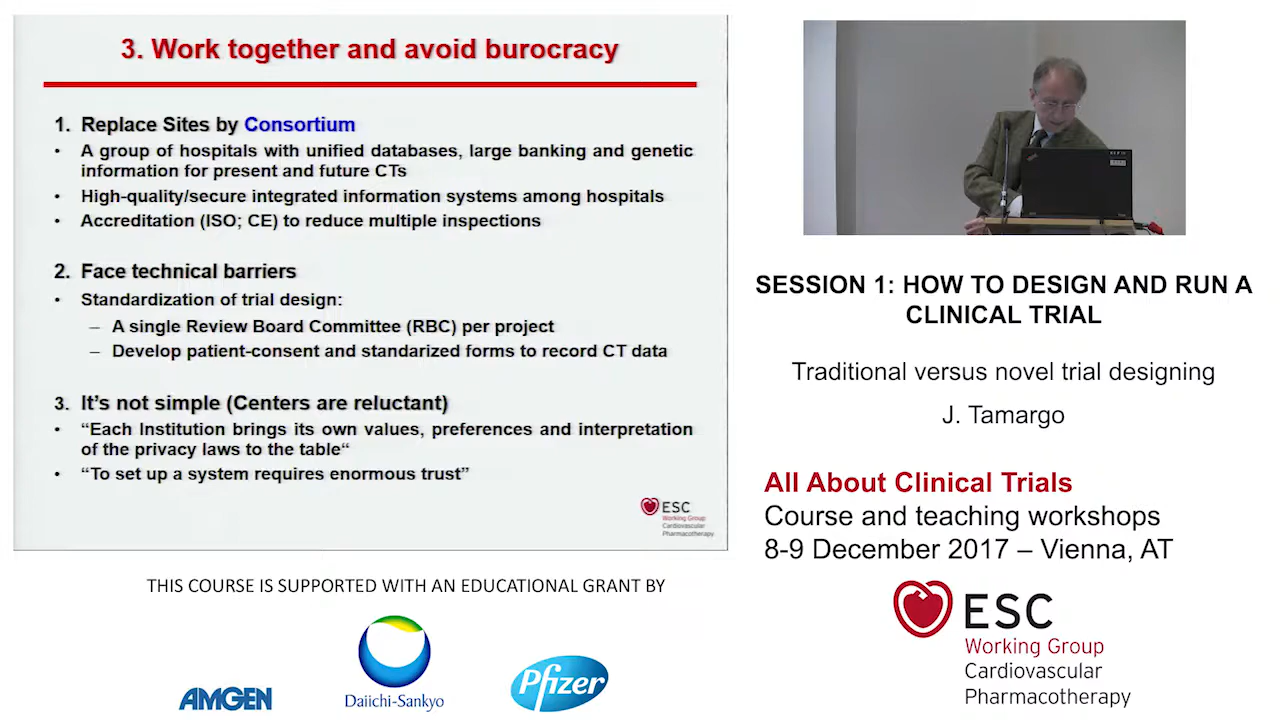 3. Work together and avoid burocracy
1. Replace Sites by Consortium
• A group of hospitals with unified databases, large banking and genetic
information for present and future CTs
• High-quality/secure integrated information systems among hospitals
• Accreditation (ISO; CE) to reduce multiple inspections
2. Face technical barriers
• Standardization of trial design:
– A single Review Board Committee (RBC) per project
– Develop patient-consent and standarized forms to record CT data
3. It's not simple (Centers are reluctant)
• “Each Institution brings its own values, preferences and interpretation
of the privacy laws to the table“
• “To set up a system requires enormous trust”
ESC
Working Group
Cardiovascular
Pharmacotherapy
SESSION 1: HOW TO DESIGN AND RUN A
CLINICAL TRIAL
Traditional versus novel trial designing
J. Tamargo
All About Clinical Trials
Course and teaching workshops
8-9 December 2017 – Vienna, AT
ESC
Working Group
Cardiovascular
Pharmacotherapy
THIS COURSE IS SUPPORTED WITH AN EDUCATIONAL GRANT BY
AMGEN
Daiichi-Sankyo
Pfizer